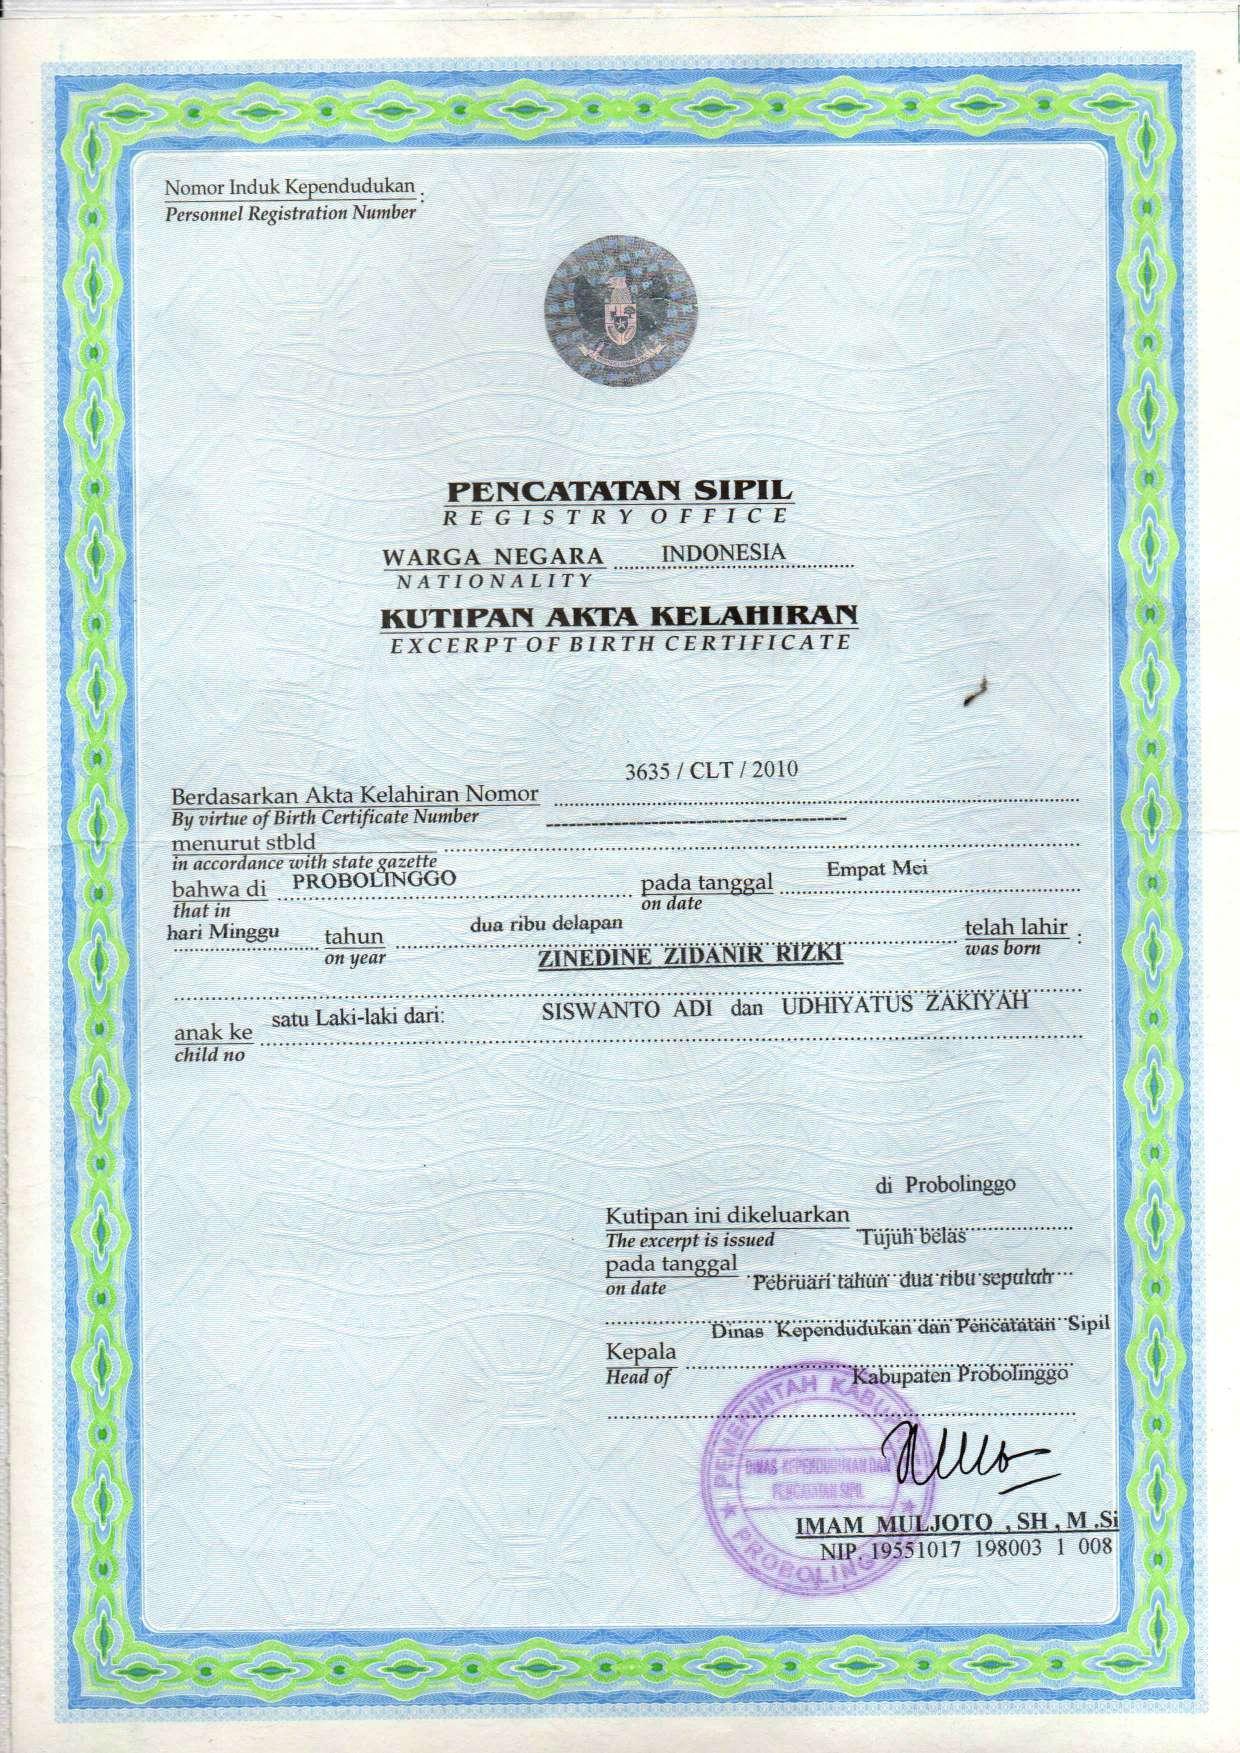 Nomor Induk Kependudukan :
Personnel Registration Number
PENCATATAN SIPIL
REGISTRY OFFICE
WARGA NEGARA INDONESIA
NATIONALITY
KUTIPAN AKTA KELAHIRAN
EXCERPT OF BIRTH CERTIFICATE
3635 / CLT / 2010
Berdasarkan Akta Kelahiran Nomor
By virtue of Birth Certificate Number
menurut stbld
in accordance with state gazette
bahwa di PROBOLINGGO pada tanggal Empat Mei
that in on date
hari Minggu tahun dua ribu delapan telah lahir :
on year was born
ZINEDINE ZIDANIR RIZKI
anak ke satu Laki-laki dari: SISWANTO ADI dan UDHIYATUS ZAKIYAH
child no
di Probolinggo
Kutipan ini dikeluarkan
The excerpt is issued Tujuh belas
pada tanggal
on date Pebruari tahun dua ribu sepuluh
Dinas Kependudukan dan Pencatatan Sipil
Kepala
Head of Kabupaten Probolinggo
PEMERINTAH
DINAS KEPENDUDUKAN DAN
PENCATATAN SIPIL
IMAM MULJOTO , SH , M .Si
NIP. 19551017 198003 1 008